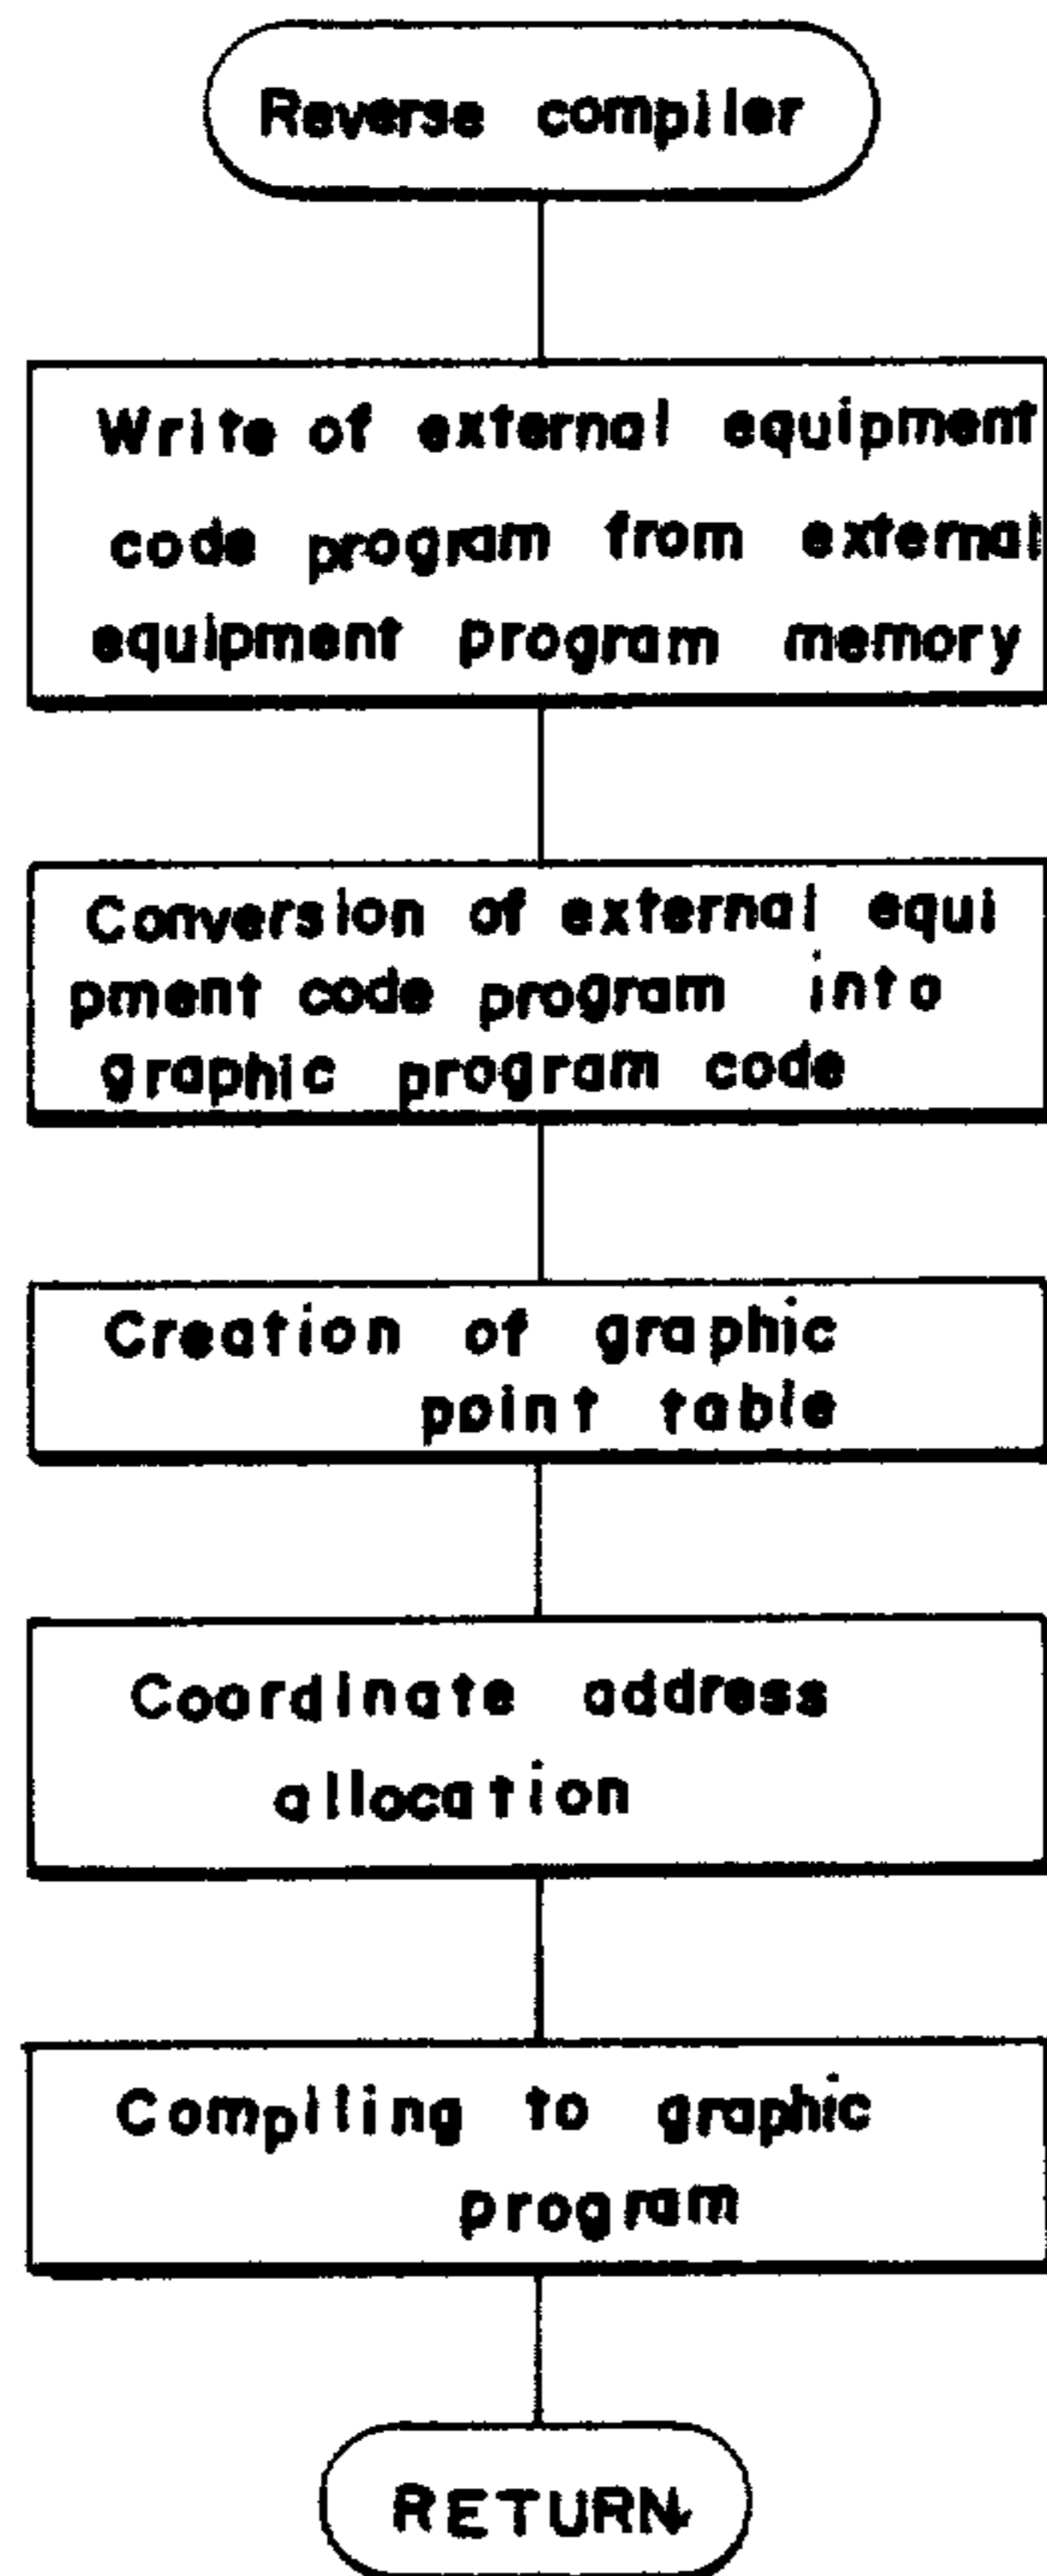 Reverse compiler
Write of external equipment
code program from external
equipment program memory
Conversion of external equi
pment code program into
graphic program code
Creation of graphic
point table
Coordinate address
allocation
Compiling to graphic
program
RETURN